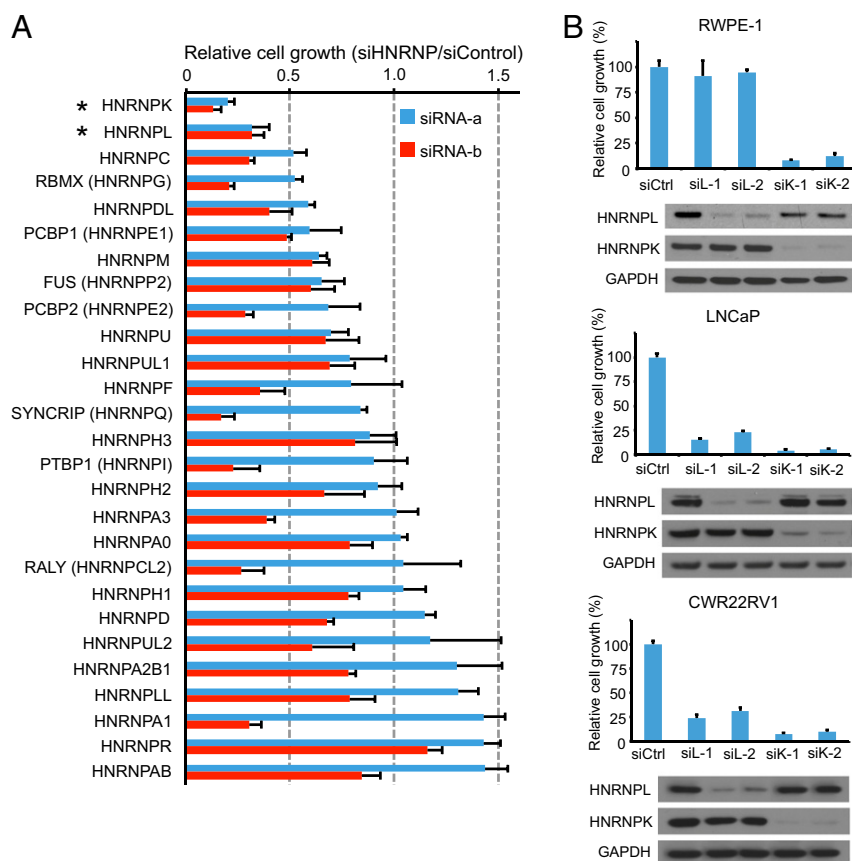 A
Relative cell growth (siHNRNP/siControl)
0 0.5 1.0 1.5
siRNA-a
siRNA-b
* HNRNPK
* HNRNPL
HNRNPC
RBMX (HNRNPG)
HNRNPDL
PCBP1 (HNRNPE1)
HNRNPM
FUS (HNRNPP2)
PCBP2 (HNRNPE2)
HNRNPU
HNRNPUL1
HNRNPF
SYNCRIP (HNRNPQ)
HNRNPH3
PTBP1 (HNRNPI)
HNRNPH2
HNRNPA3
HNRNPA0
RALY (HNRNPCL2)
HNRNPH1
HNRNPD
HNRNPUL2
HNRNPA2B1
HNRNPLL
HNRNPA1
HNRNPR
HNRNPAB
B
RWPE-1
Relative cell growth (%)
100
75
50
25
0
siCtrl siL-1 siL-2 siK-1 siK-2
HNRNPL
HNRNPK
GAPDH
LNCaP
Relative cell growth (%)
100
75
50
25
0
siCtrl siL-1 siL-2 siK-1 siK-2
HNRNPL
HNRNPK
GAPDH
CWR22RV1
Relative cell growth (%)
100
75
50
25
0
siCtrl siL-1 siL-2 siK-1 siK-2
HNRNPL
HNRNPK
GAPDH